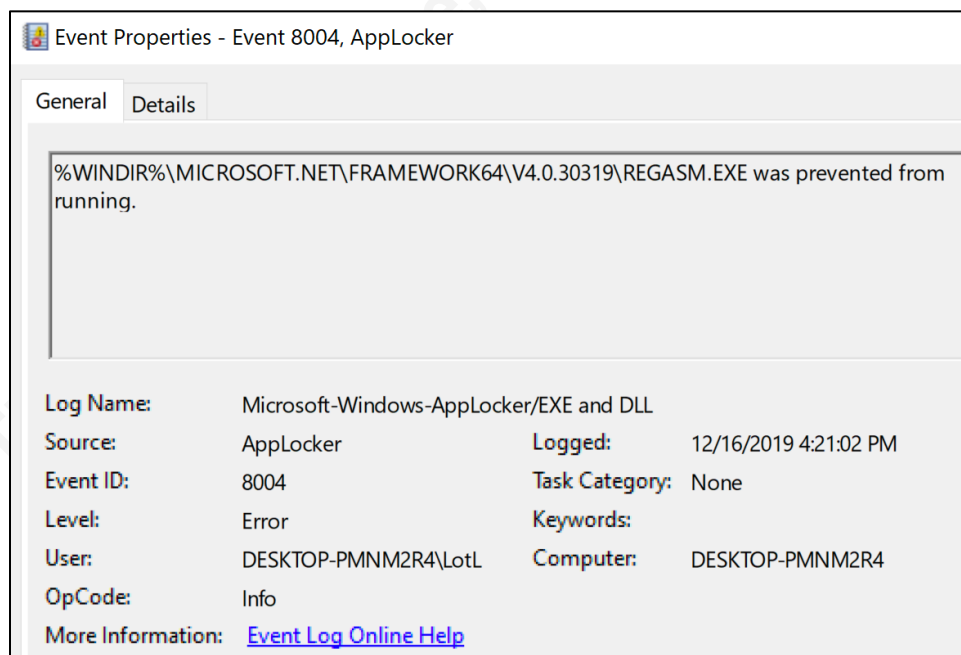 Event Properties - Event 8004, AppLocker
General Details
%WINDIR%\MICROSOFT.NET\FRAMEWORK64\V4.0.30319\REGASM.EXE was prevented from
running.
Log Name: Microsoft-Windows-AppLocker/EXE and DLL
Source: AppLocker Logged: 12/16/2019 4:21:02 PM
Event ID: 8004 Task Category: None
Level: Error Keywords:
User: DESKTOP-PMNM2R4\LotL Computer: DESKTOP-PMNM2R4
OpCode: Info
More Information: Event Log Online Help